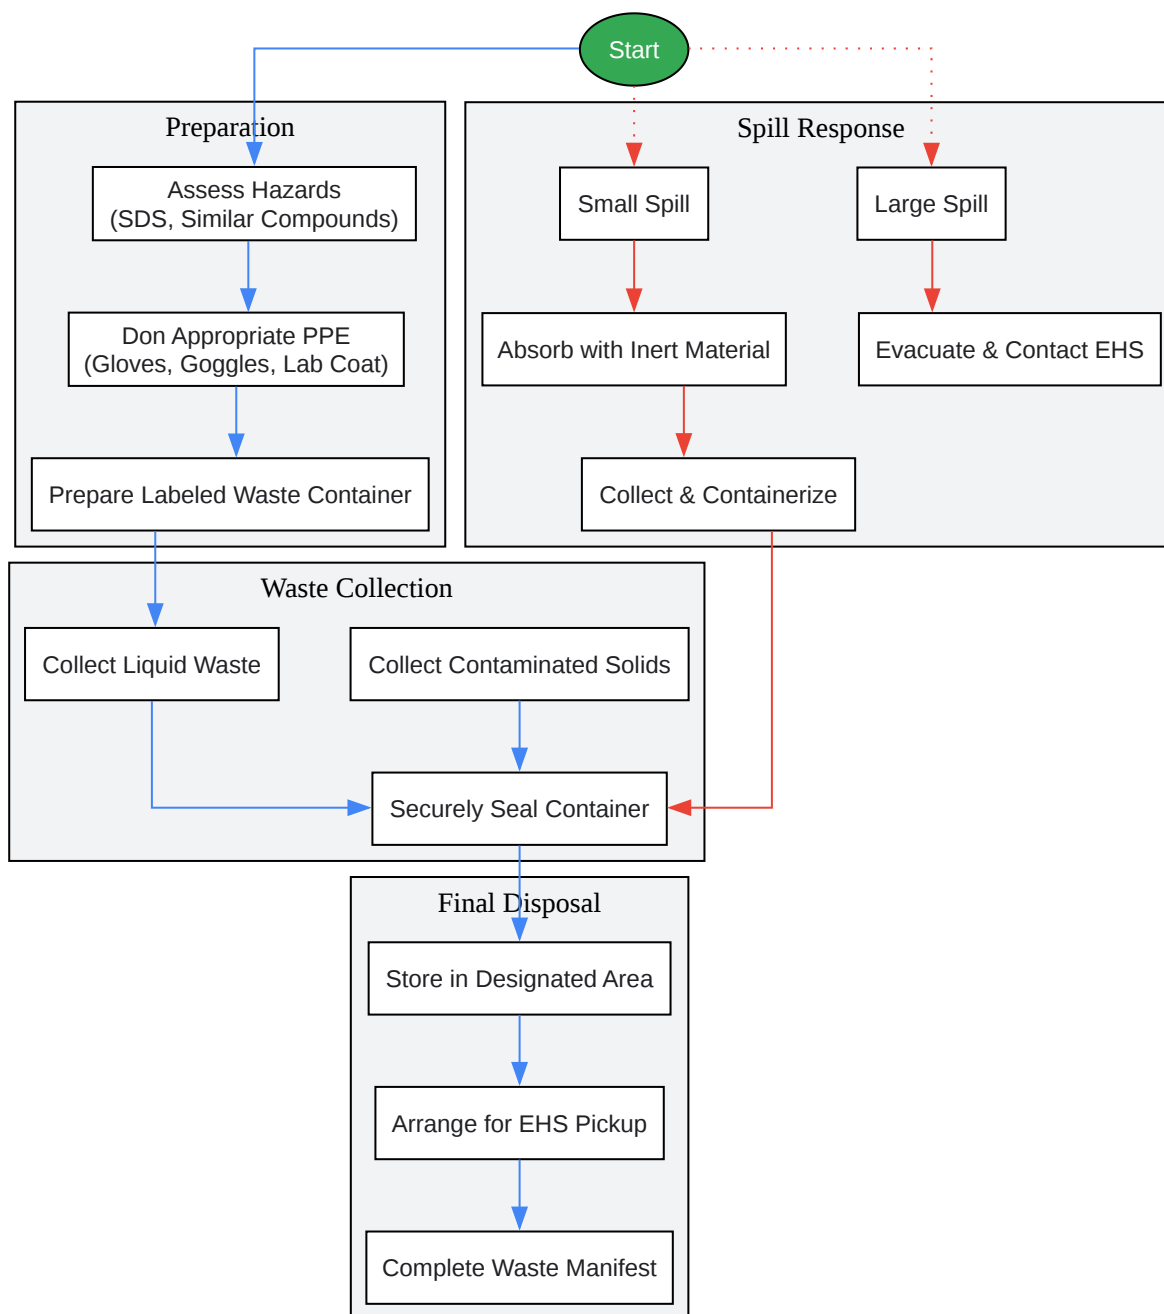 Start
Preparation
Assess Hazards
(SDS, Similar Compounds)
Don Appropriate PPE
(Gloves, Goggles, Lab Coat)
Prepare Labeled Waste Container
Spill Response
Small Spill
Large Spill
Absorb with Inert Material
Evacuate & Contact EHS
Collect & Containerize
Waste Collection
Collect Liquid Waste
Collect Contaminated Solids
Securely Seal Container
Final Disposal
Store in Designated Area
Arrange for EHS Pickup
Complete Waste Manifest